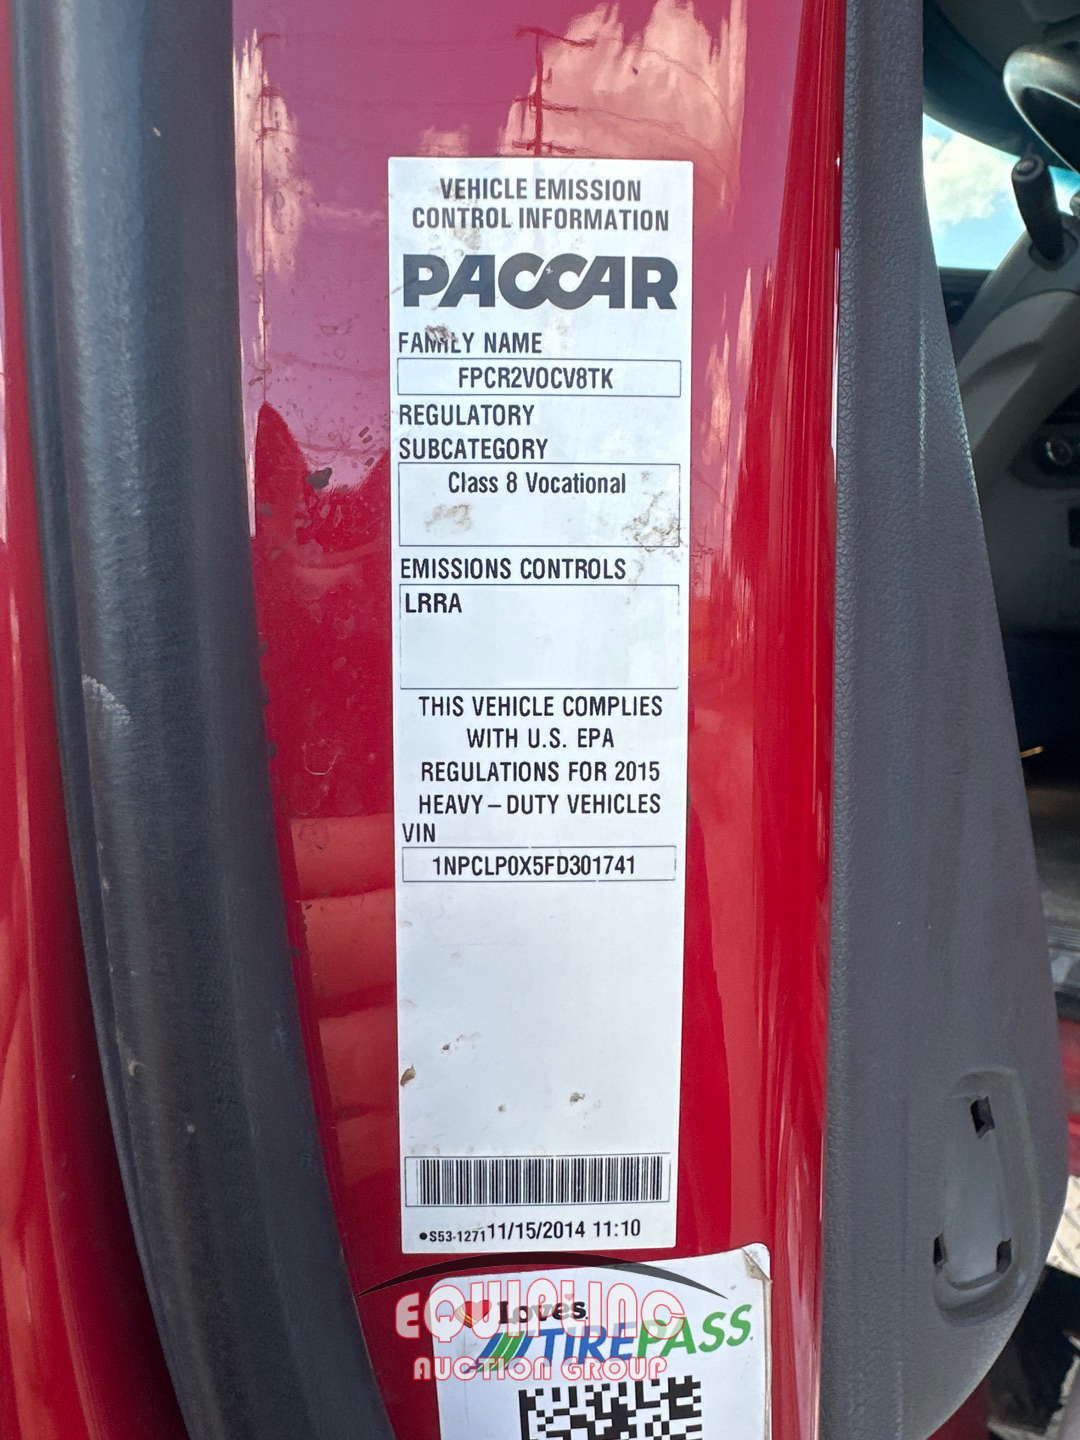 VEHICLE EMISSION
CONTROL INFORMATION
PACCAR
FAMILY NAME
FPCR2VOCV8TK
REGULATORY
SUBCATEGORY
Class 8 Vocational
EMISSIONS CONTROLS
LRRA
THIS VEHICLE COMPLIES
WITH U.S. EPA
REGULATIONS FOR 2015
HEAVY – DUTY VEHICLES
VIN
1NPCLP0X5FD301741
●S53-1271 11/15/2014 11:10
EQUIPLINC
AUCTION GROUP
Love's
TIREPASS